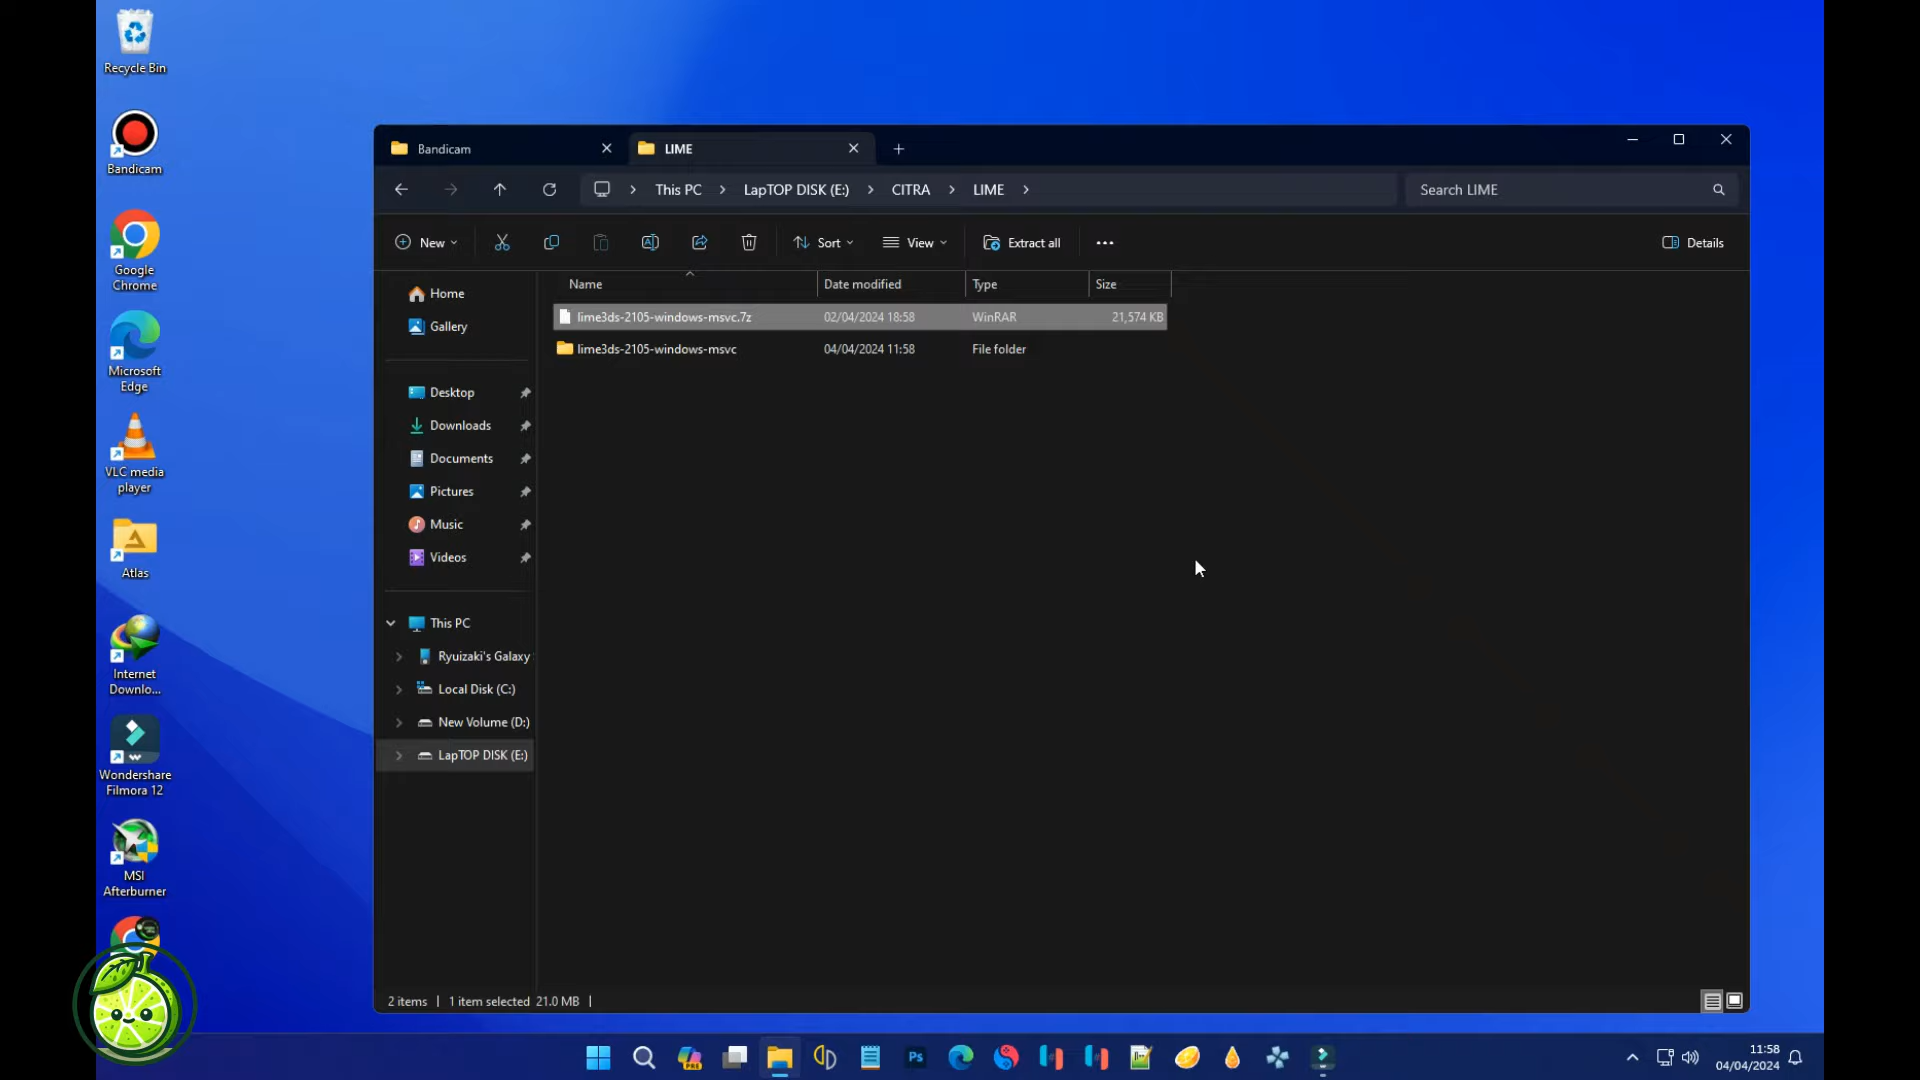 Recycle Bin
Bandicam
Google
Chrome
Microsoft
Edge
VLC media
player
Atlas
Internet
Downlo...
Wondershare
Filmora 12
MSI
Afterburner
Bandicam
LIME
This PC
LapTOP DISK (E:)
CITRA
LIME
Search LIME
New
Sort
View
Extract all
Details
Name
Date modified
Type
Size
lime3ds-2105-windows-msvc.7z 02/04/2024 18:58 WinRAR 21,574 KB
lime3ds-2105-windows-msvc 04/04/2024 11:58 File folder
Home
Gallery
Desktop
Downloads
Documents
Pictures
Music
Videos
This PC
Ryuizaki's Galaxy
Local Disk (C:)
New Volume (D:)
LapTOP DISK (E:)
2 items | 1 item selected 21.0 MB |
PRE
Ps
11:58
04/04/2024